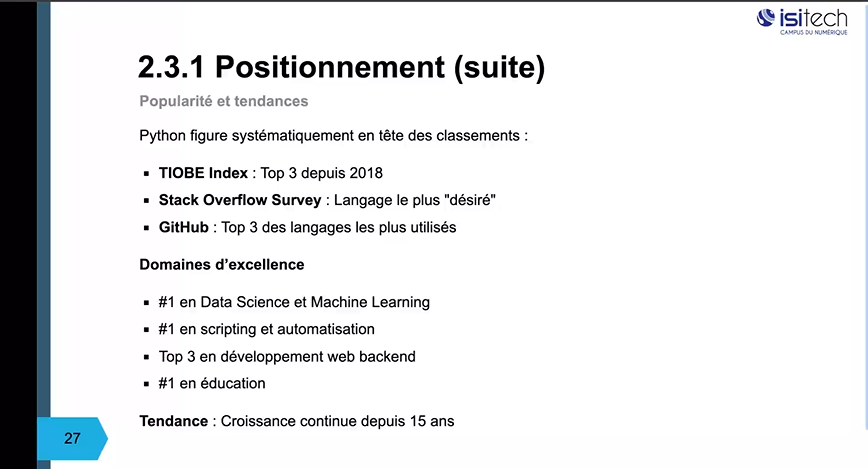 isitech
CAMPUS DU NUMÉRIQUE
2.3.1 Positionnement (suite)
Popularité et tendances
Python figure systématiquement en tête des classements :
▪ TIOBE Index : Top 3 depuis 2018
▪ Stack Overflow Survey : Langage le plus "désiré"
▪ GitHub : Top 3 des langages les plus utilisés
Domaines d’excellence
▪ #1 en Data Science et Machine Learning
▪ #1 en scripting et automatisation
▪ Top 3 en développement web backend
▪ #1 en éducation
Tendance : Croissance continue depuis 15 ans
27